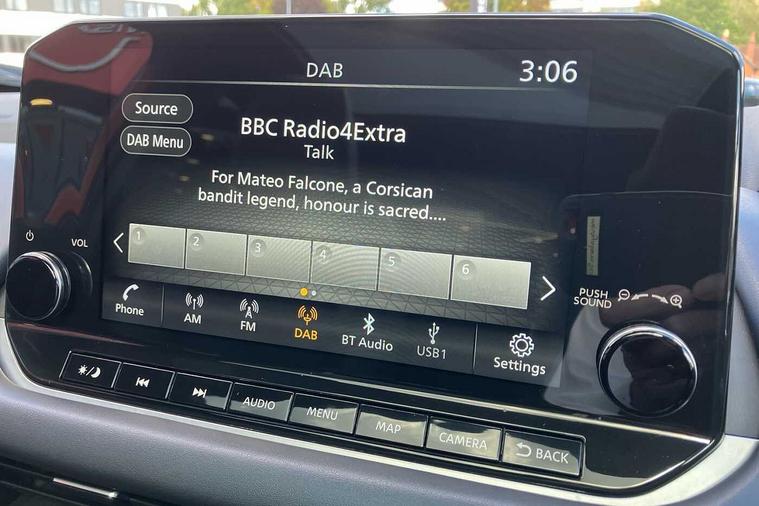 DAB
3:06
Source
DAB Menu
BBC Radio4Extra
Talk
For Mateo Falcone, a Corsican
bandit legend, honour is sacred....
1
2
3
4
5
6
VOL
PUSH
SOUND
Phone
AM
FM
DAB
BT Audio
USB1
Settings
AUDIO
MENU
MAP
CAMERA
BACK